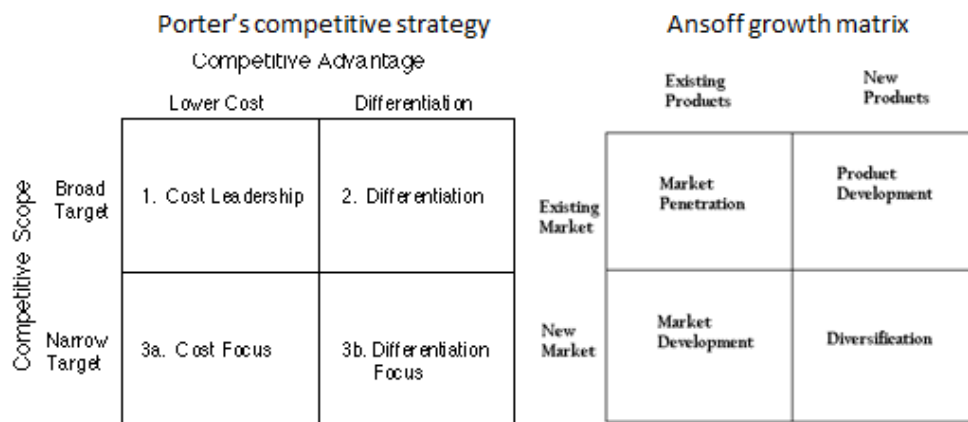 Porter's competitive strategy
Competitive Advantage
Lower Cost
Differentiation
Competitive Scope
Broad
Target
1. Cost Leadership
2. Differentiation
Narrow
Target
3a. Cost Focus
3b. Differentiation
Focus
Ansoff growth matrix
Existing
Products
New
Products
Existing
Market
Market
Penetration
Product
Development
New
Market
Market
Development
Diversification